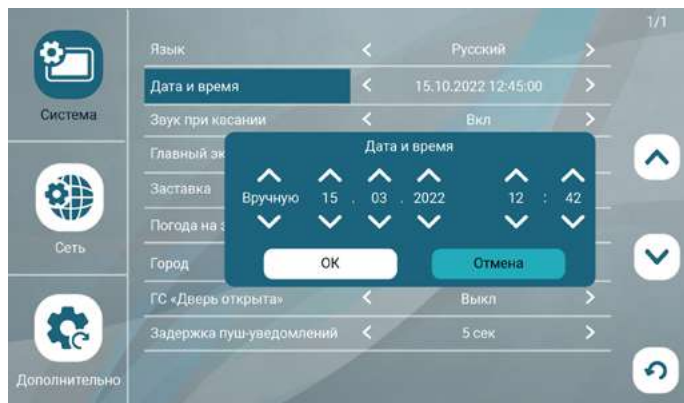 1/1
Язык < Русский >
Дата и время < 15.10.2022 12:45:00 >
Система
Звук при касании < Вкл >
Главный эк
Дата и время
Заставка
Вручную 15 . 03 . 2022 12 : 42
Погода на
Сеть
Город
ОК Отмена
ГС «Дверь открыта» < Выкл >
Задержка пуш-уведомлений < 5 сек >
Дополнительно